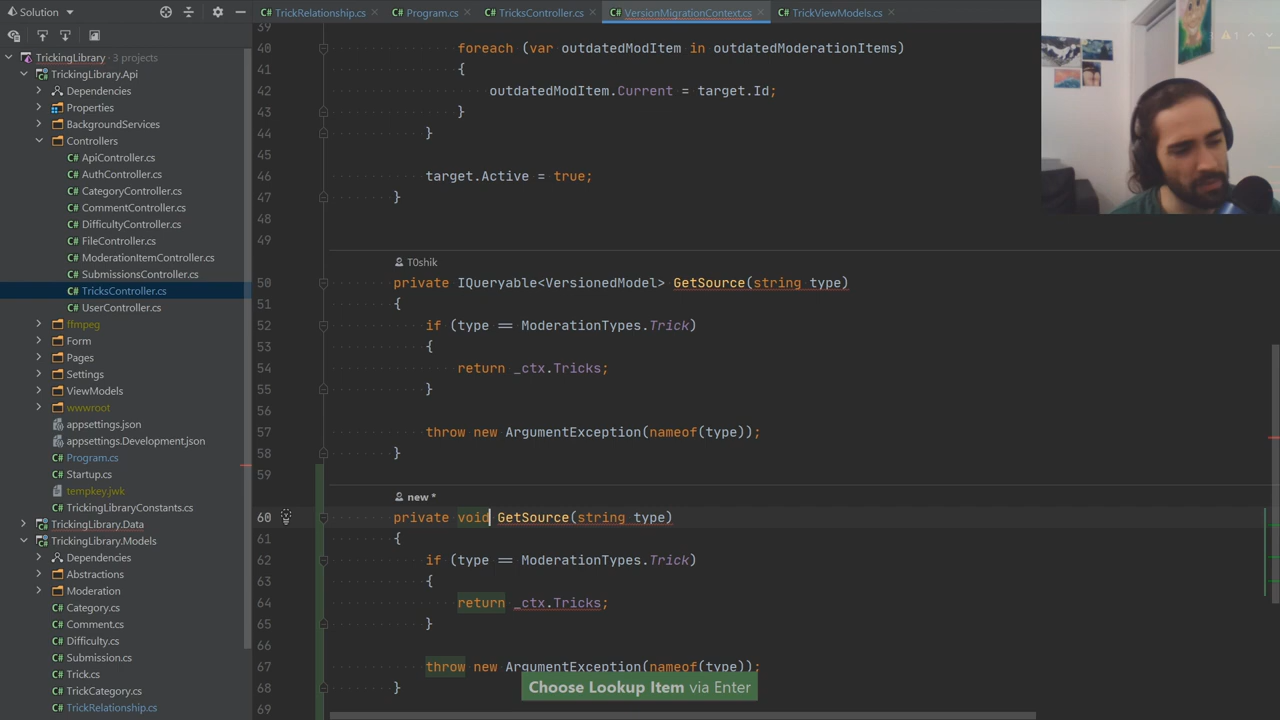 Solution
TrickRelationship.cs
Program.cs
TricksController.cs
VersionMigrationContext.cs
TrickViewModels.cs
TrickingLibrary · 3 projects
TrickingLibrary.Api
Dependencies
Properties
BackgroundServices
Controllers
C# ApiController.cs
C# AuthController.cs
C# CategoryController.cs
C# CommentController.cs
C# DifficultyController.cs
C# FileController.cs
C# ModerationItemController.cs
C# SubmissionsController.cs
C# TricksController.cs
C# UserController.cs
ffmpeg
Form
Pages
Settings
ViewModels
wwwroot
appsettings.json
appsettings.Development.json
C# Program.cs
C# Startup.cs
tempkey.jwk
C# TrickingLibraryConstants.cs
TrickingLibrary.Data
TrickingLibrary.Models
Dependencies
Abstractions
Moderation
C# Category.cs
C# Comment.cs
C# Difficulty.cs
C# Submission.cs
C# Trick.cs
C# TrickCategory.cs
C# TrickRelationship.cs
39
40 foreach (var outdatedModItem in outdatedModerationItems)
41 {
42 outdatedModItem.Current = target.Id;
43 }
44 }
45
46 target.Active = true;
47 }
48
49
T0shik
50 private IQueryable<VersionedModel> GetSource(string type)
51 {
52 if (type == ModerationTypes.Trick)
53 {
54 return _ctx.Tricks;
55 }
56
57 throw new ArgumentException(nameof(type));
58 }
59
new *
60 private void GetSource(string type)
61 {
62 if (type == ModerationTypes.Trick)
63 {
64 return _ctx.Tricks;
65 }
66
67 throw new ArgumentException(nameof(type));
68 }
69
Choose Lookup Item via Enter